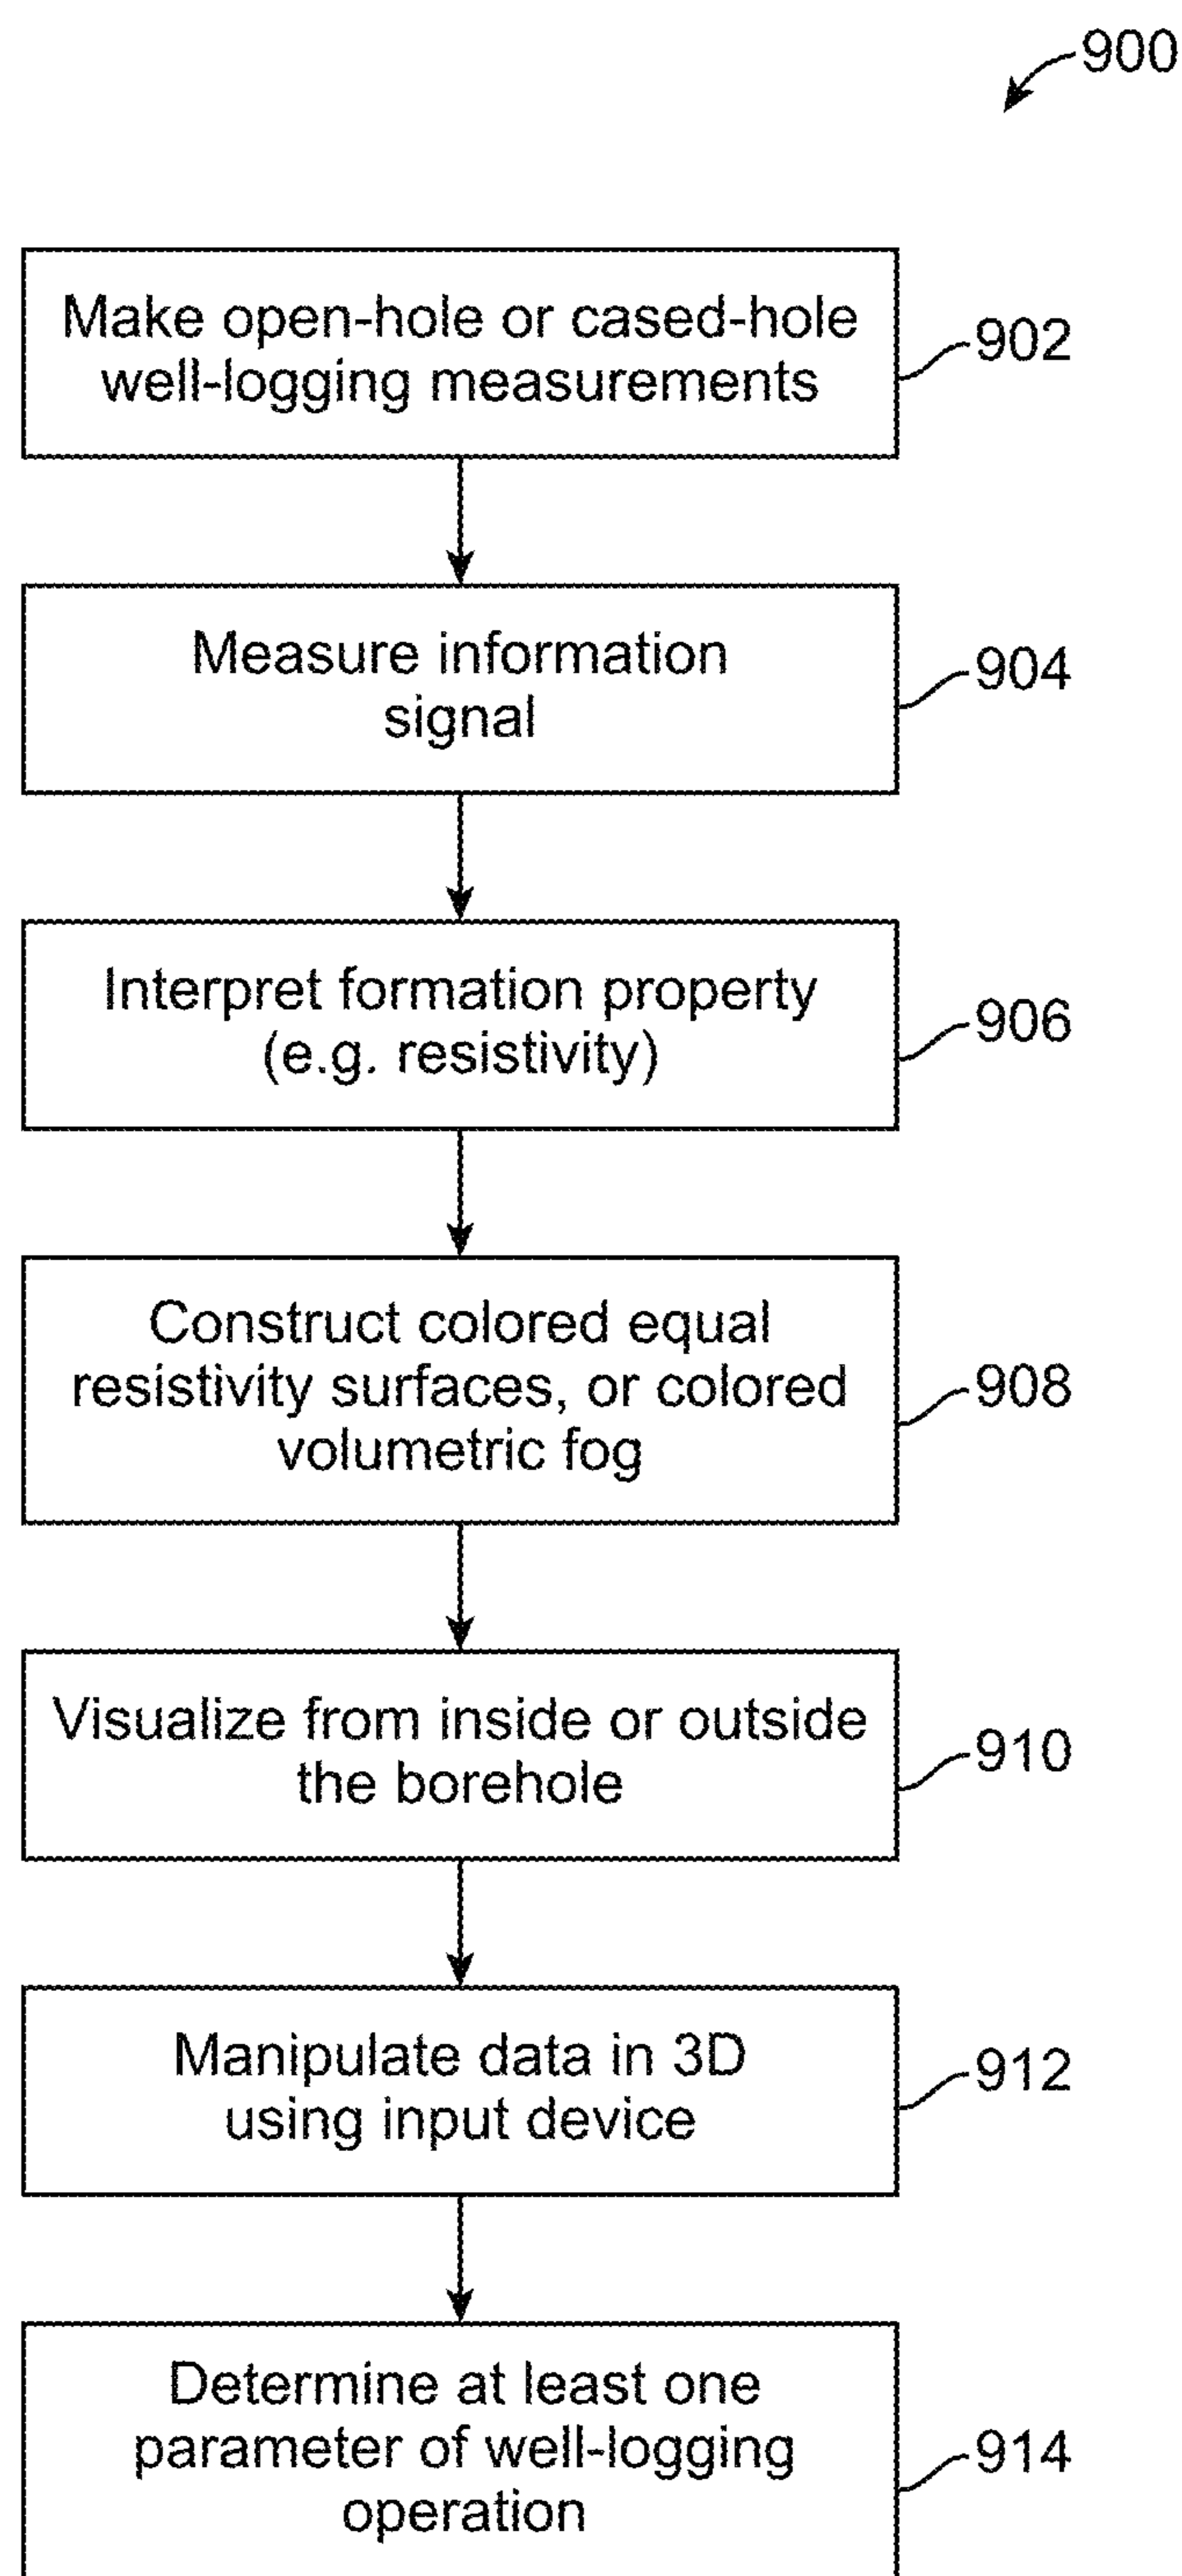 900
Make open-hole or cased-hole
well-logging measurements
902
Measure information
signal
904
Interpret formation property
(e.g. resistivity)
906
Construct colored equal
resistivity surfaces, or colored
volumetric fog
908
Visualize from inside or outside
the borehole
910
Manipulate data in 3D
using input device
912
Determine at least one
parameter of well-logging
operation
914